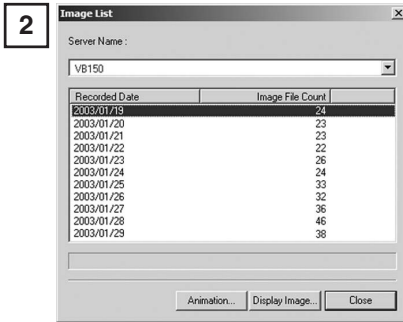 2
Image List
Server Name :
VB150
Recorded Date Image File Count
2003/01/19 24
2003/01/20 23
2003/01/21 23
2003/01/22 22
2003/01/23 26
2003/01/24 24
2003/01/25 33
2003/01/26 32
2003/01/27 36
2003/01/28 46
2003/01/29 38
Animation... Display Image... Close